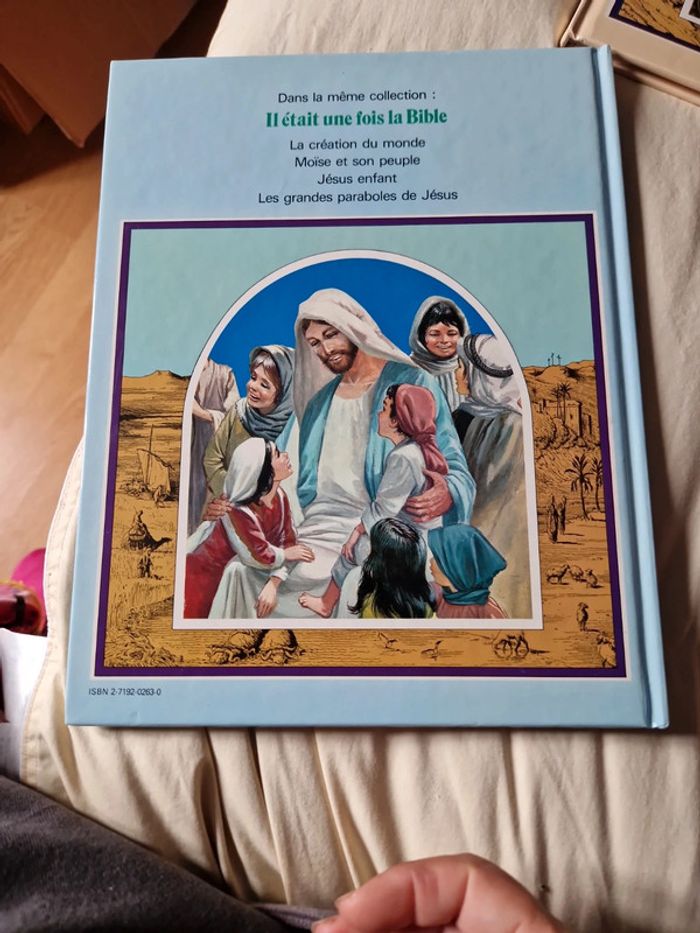 Dans la même collection :
Il était une fois la Bible
La création du monde
Moïse et son peuple
Jésus enfant
Les grandes paraboles de Jésus
ISBN 2-7192-0263-0